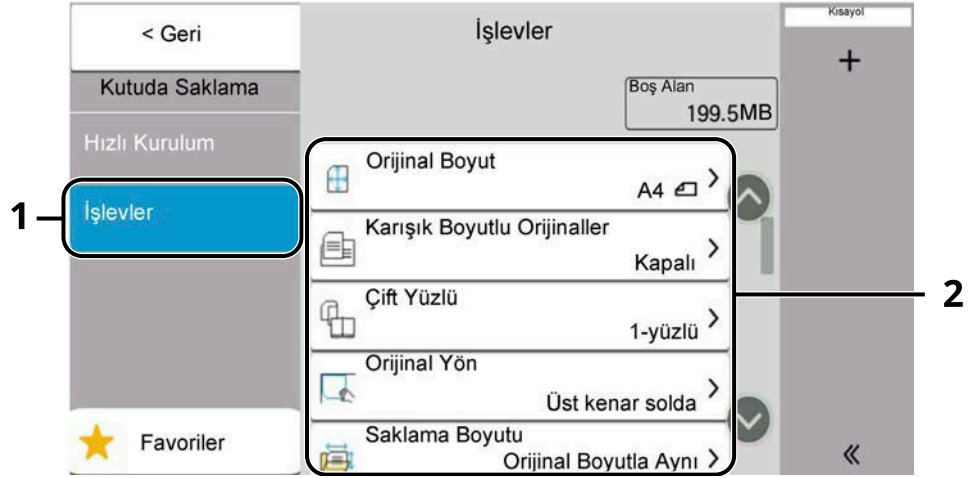 < Geri
Kutuda Saklama
Hızlı Kurulum
İşlevler
Favoriler
İşlevler
Boş Alan
199.5MB
Orijinal Boyut
A4
Karışık Boyutlu Orijinaller
Kapalı
Çift Yüzlü
1-yüzlü
Orijinal Yön
Üst kenar solda
Saklama Boyutu
Orijinal Boyutla Aynı
Kısayol
+
1
2